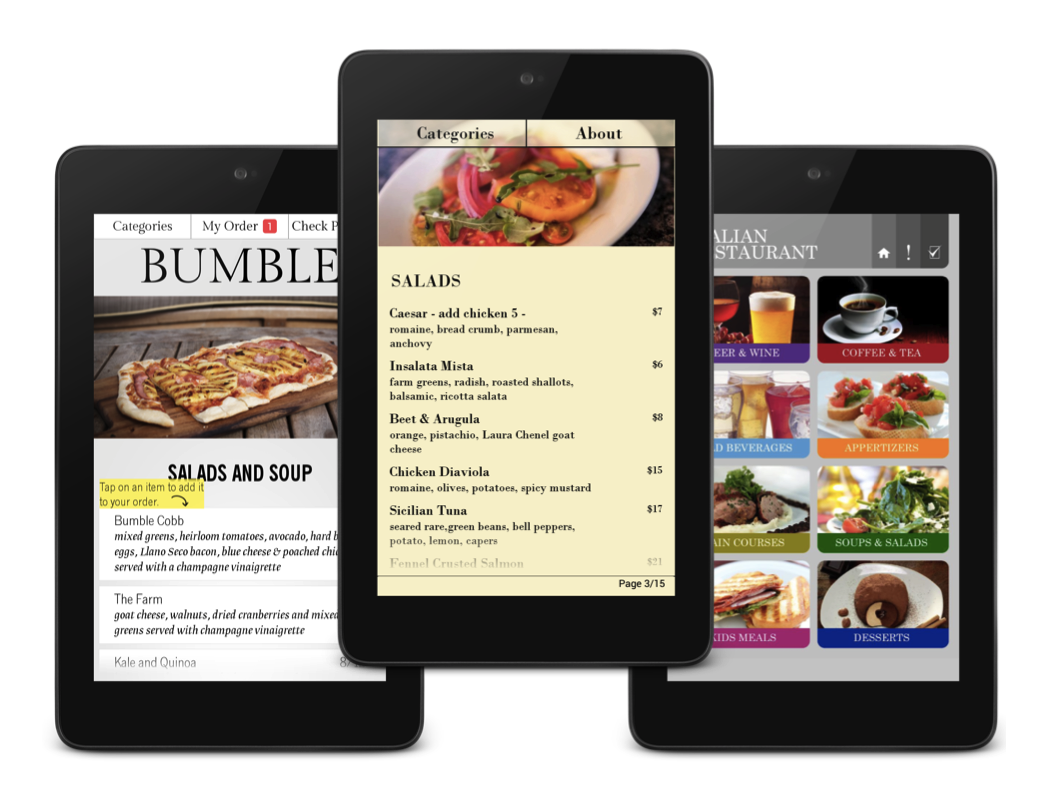 Categories
My Order 1
Check P
BUMBLE
SALADS AND SOUP
Tap on an item to add it
to your order.
Bumble Cobb
mixed greens, heirloom tomatoes, avocado, hard b
eggs, Llano Seco bacon, blue cheese & poached chi
served with a champagne vinaigrette
The Farm
goat cheese, walnuts, dried cranberries and mixed
greens served with champagne vinaigrette
Kale and Quinoa
Categories
About
SALADS
Caesar - add chicken 5 - $7
romaine, bread crumb, parmesan,
anchovy
Insalata Mista $6
farm greens, radish, roasted shallots,
balsamic, ricotta salata
Beet & Arugula $8
orange, pistachio, Laura Chenel goat
cheese
Chicken Diaviola $15
romaine, olives, potatoes, spicy mustard
Sicilian Tuna $17
seared rare,green beans, bell peppers,
potato, lemon, capers
Fennel Crusted Salmon $21
Page 3/15
ALIAN
STAURANT
!
EER & WINE
COFFEE & TEA
D BEVERAGES
APPERTIZERS
AIN COURSES
SOUPS & SALADS
KIDS MEALS
DESSERTS